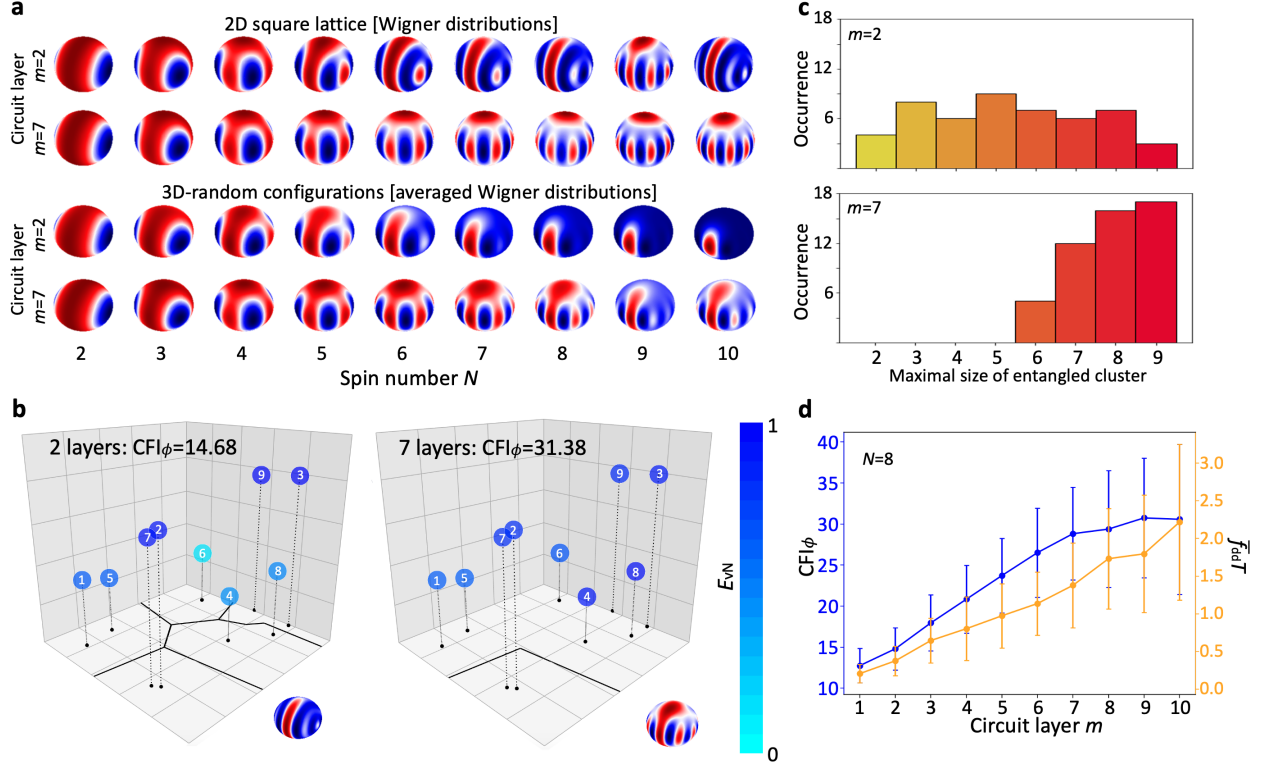 a
2D square lattice [Wigner distributions]
Circuit layer
m=2
m=7
3D-random configurations [averaged Wigner distributions]
Circuit layer
m=2
m=7
2 3 4 5 6 7 8 9 10
Spin number N
b
2 layers: CFIϕ=14.68
1 5 7 2 6 4 9 3 8
7 layers: CFIϕ=31.38
1 5 7 2 6 4 9 3 8
1
EvN
0
c
18
m=2
12
6
Occurrence
18
m=7
12
6
Occurrence
2 3 4 5 6 7 8 9
Maximal size of entangled cluster
d
40
35
30
25
20
15
10
CFIϕ
N=8
3.0
2.5
2.0
1.5
1.0
0.5
0.0
f̅ddT
1 2 3 4 5 6 7 8 9 10
Circuit layer m